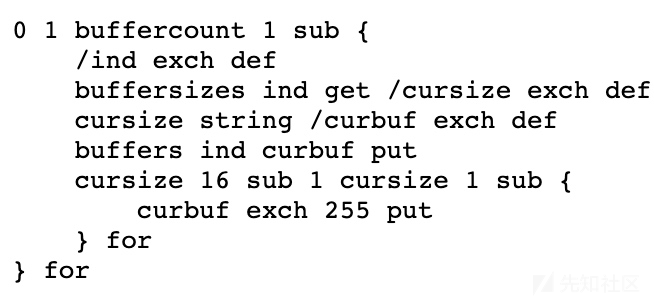 0 1 buffercount 1 sub {
    /ind exch def
    buffersizes ind get /cursize exch def
    cursize string /curbuf exch def
    buffers ind curbuf put
    cursize 16 sub 1 cursize 1 sub {
        curbuf exch 255 put
    } for
} for
先知社区